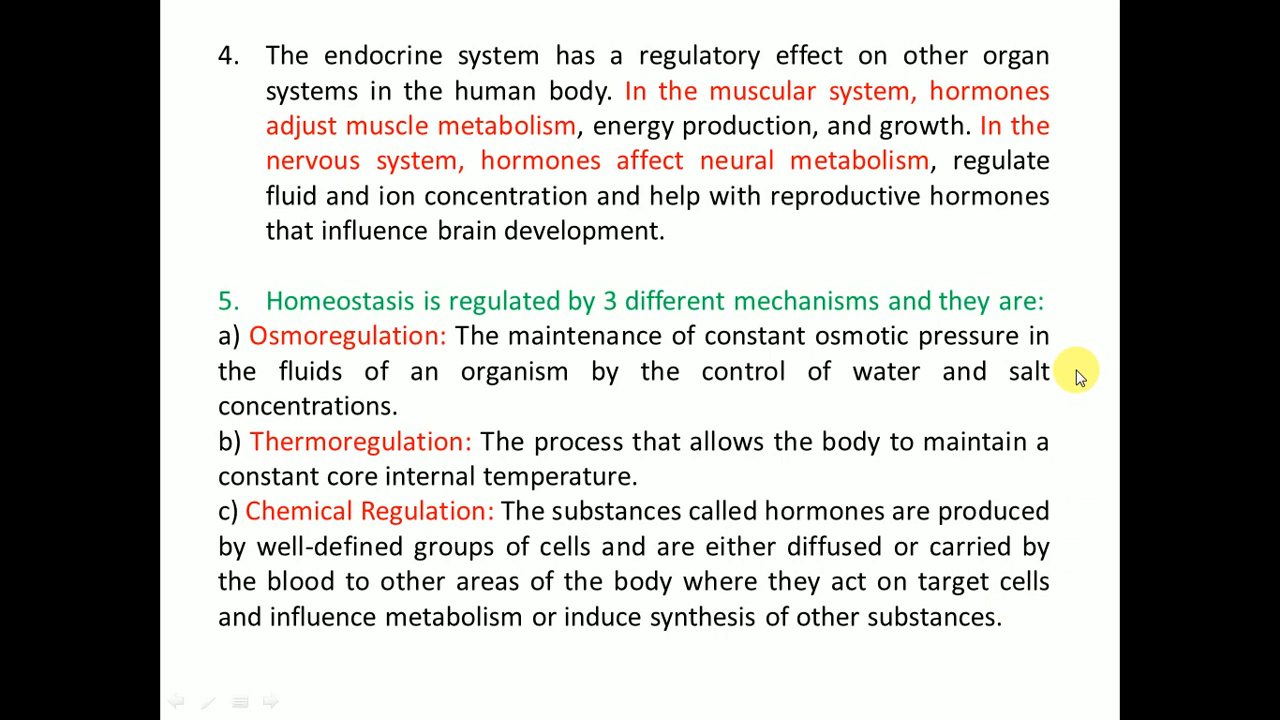 4. The endocrine system has a regulatory effect on other organ
systems in the human body. In the muscular system, hormones
adjust muscle metabolism, energy production, and growth. In the
nervous system, hormones affect neural metabolism, regulate
fluid and ion concentration and help with reproductive hormones
that influence brain development.
5. Homeostasis is regulated by 3 different mechanisms and they are:
a) Osmoregulation: The maintenance of constant osmotic pressure in
the fluids of an organism by the control of water and salt
concentrations.
b) Thermoregulation: The process that allows the body to maintain a
constant core internal temperature.
c) Chemical Regulation: The substances called hormones are produced
by well-defined groups of cells and are either diffused or carried by
the blood to other areas of the body where they act on target cells
and influence metabolism or induce synthesis of other substances.